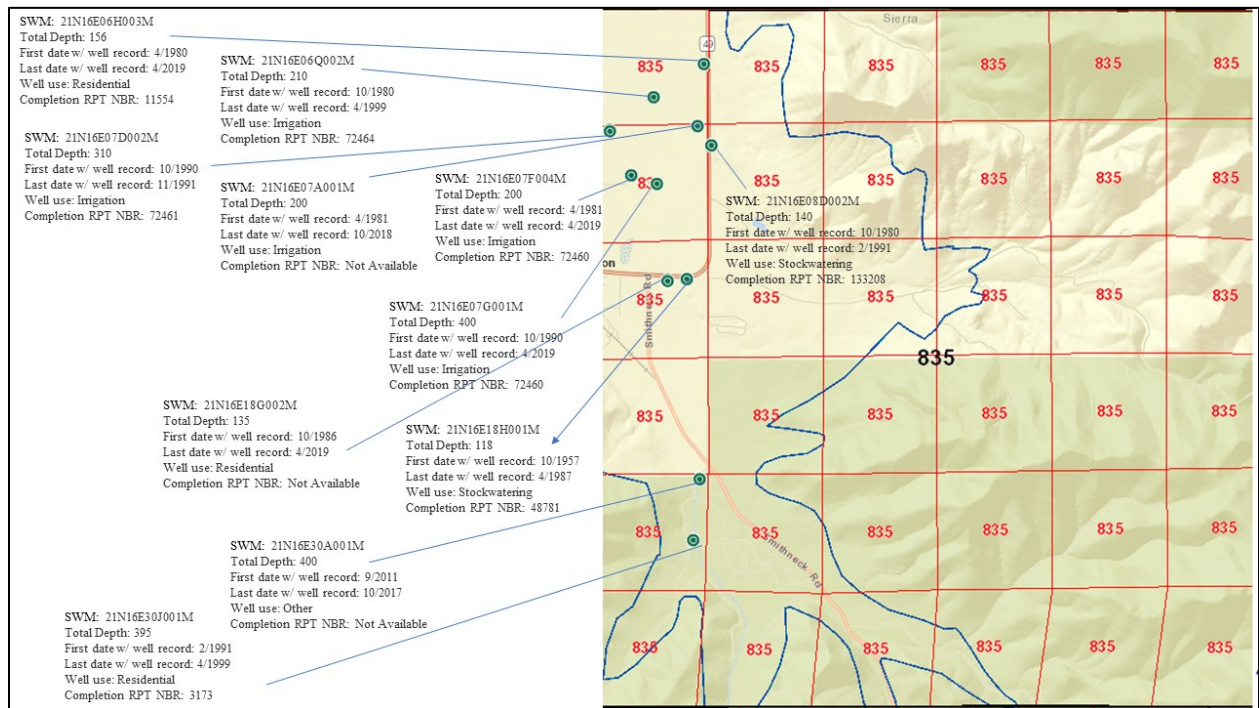 SWM: 21N16E06H003M
Total Depth: 156
First date w/ well record: 4/1980
Last date w/ well record: 4/2019
Well use: Residential
Completion RPT NBR: 11554
SWM: 21N16E06Q002M
Total Depth: 210
First date w/ well record: 10/1980
Last date w/ well record: 4/1999
Well use: Irrigation
Completion RPT NBR: 72464
SWM: 21N16E07D002M
Total Depth: 310
First date w/ well record: 10/1990
Last date w/ well record: 11/1991
Well use: Irrigation
Completion RPT NBR: 72461
SWM: 21N16E07A001M
Total Depth: 200
First date w/ well record: 4/1981
Last date w/ well record: 10/2018
Well use: Irrigation
Completion RPT NBR: Not Available
SWM: 21N16E07F004M
Total Depth: 200
First date w/ well record: 4/1981
Last date w/ well record: 4/2019
Well use: Irrigation
Completion RPT NBR: 72460
SWM: 21N16E08D002M
Total Depth: 140
First date w/ well record: 10/1980
Last date w/ well record: 2/1991
Well use: Stockwatering
Completion RPT NBR: 133208
SWM: 21N16E07G001M
Total Depth: 400
First date w/ well record: 10/1990
Last date w/ well record: 4/2019
Well use: Irrigation
Completion RPT NBR: 72460
SWM: 21N16E18G002M
Total Depth: 135
First date w/ well record: 10/1986
Last date w/ well record: 4/2019
Well use: Residential
Completion RPT NBR: Not Available
SWM: 21N16E18H001M
Total Depth: 118
First date w/ well record: 10/1957
Last date w/ well record: 4/1987
Well use: Stockwatering
Completion RPT NBR: 48781
SWM: 21N16E30A001M
Total Depth: 400
First date w/ well record: 9/2011
Last date w/ well record: 10/2017
Well use: Other
Completion RPT NBR: Not Available
SWM: 21N16E30J001M
Total Depth: 395
First date w/ well record: 2/1991
Last date w/ well record: 4/1999
Well use: Residential
Completion RPT NBR: 3173
Sierra
49
835 835 835 835 835 835
835 835 835 835 835
on
835 835 835 835 835 835
Smithneck Rd
835
835 835 835 835 835 835
835 835 835 835 835 835
Smithneck Rd
835 835 835 835 835 835